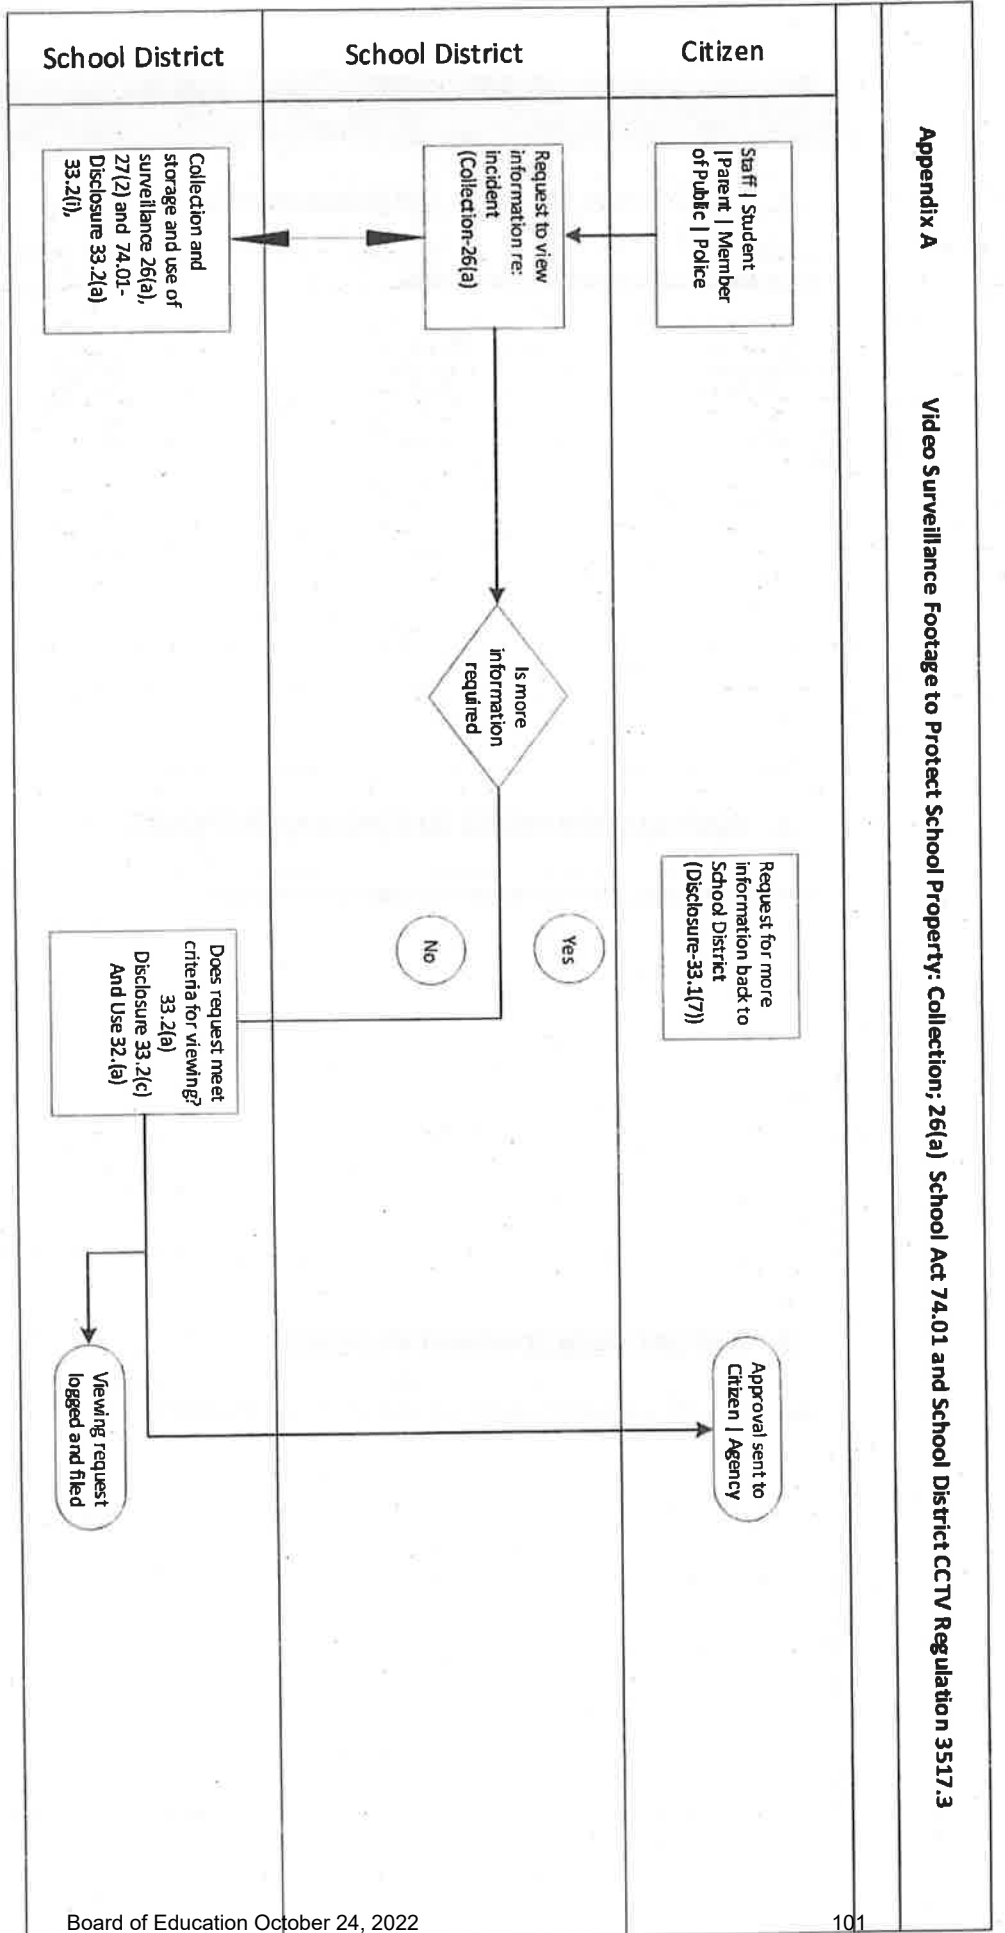 Appendix A
Video Surveillance Footage to Protect School Property: Collection; 26(a) School Act 74.01 and School District CCTV Regulation 3517.3
Citizen
Staff | Student
| Parent | Member
of Public | Police
Request for more
information back to
School District
(Disclosure-33.1(7))
Approval sent to
Citizen | Agency
School District
Request to view
information re:
incident
(Collection-26(a)
Is more
information
required
Yes
No
School District
Collection and
storage and use of
surveillance 26(a),
27(2) and 74.01-
Disclosure 33.2(a)
33.2(i),
Does request meet
criteria for viewing?
33.2(a)
Disclosure 33.2(c)
And Use 32.(a)
Viewing request
logged and filed
Board of Education October 24, 2022
101